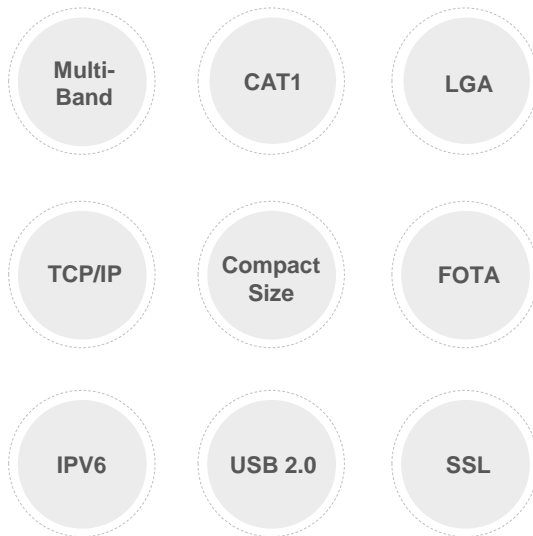 Multi-
Band
CAT1
LGA
TCP/IP
Compact
Size
FOTA
IPV6
USB 2.0
SSL